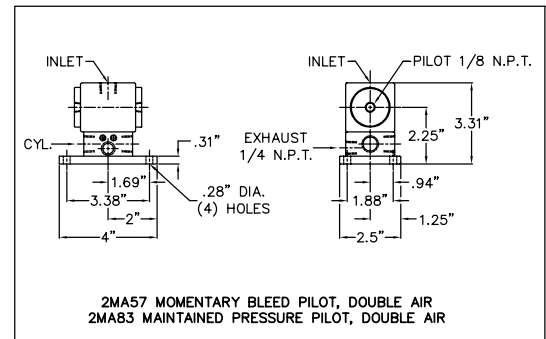 INLET
CYL.
.31"
1.69"
3.38"
2"
4"
.28" DIA.
(4) HOLES
INLET
PILOT 1/8 N.P.T.
EXHAUST
1/4 N.P.T.
2.25"
3.31"
.94"
1.88"
1.25"
2.5"
2MA57 MOMENTARY BLEED PILOT, DOUBLE AIR
2MA83 MAINTAINED PRESSURE PILOT, DOUBLE AIR